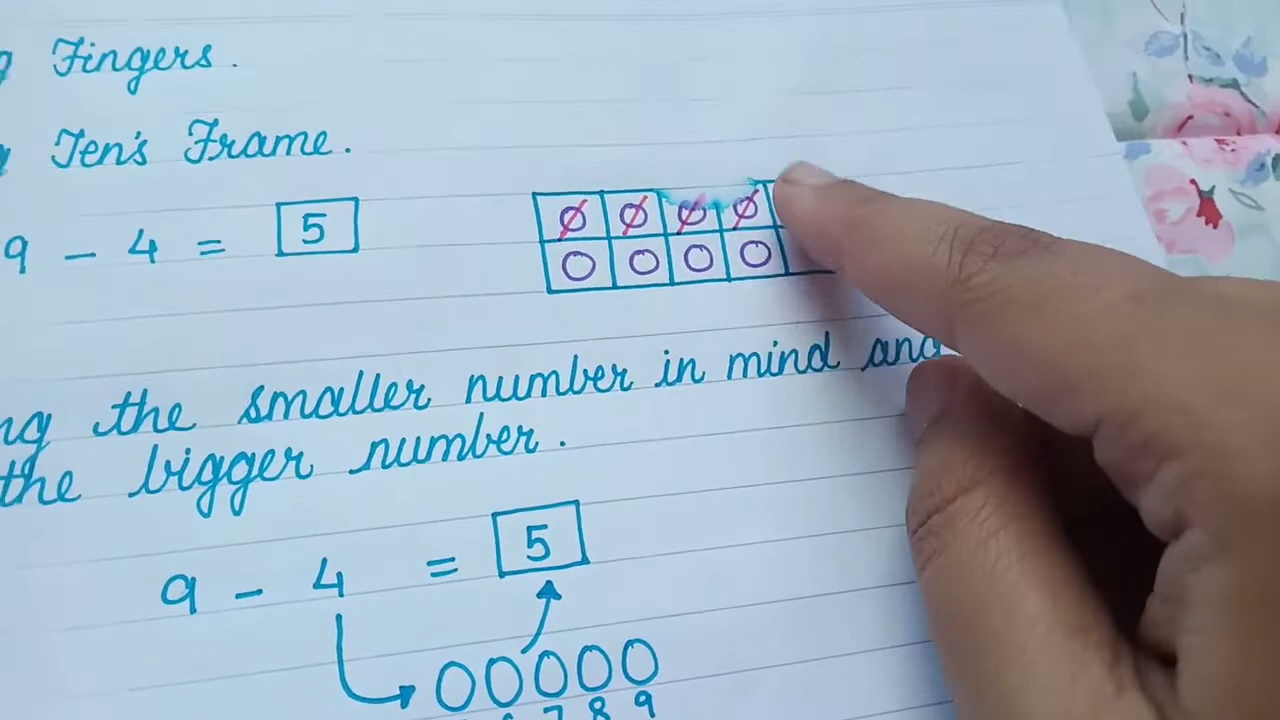 Fingers.
Ten's Frame.
9 - 4 = 5
the smaller number in mind and
the bigger number.
9 - 4 = 5
7 8 9